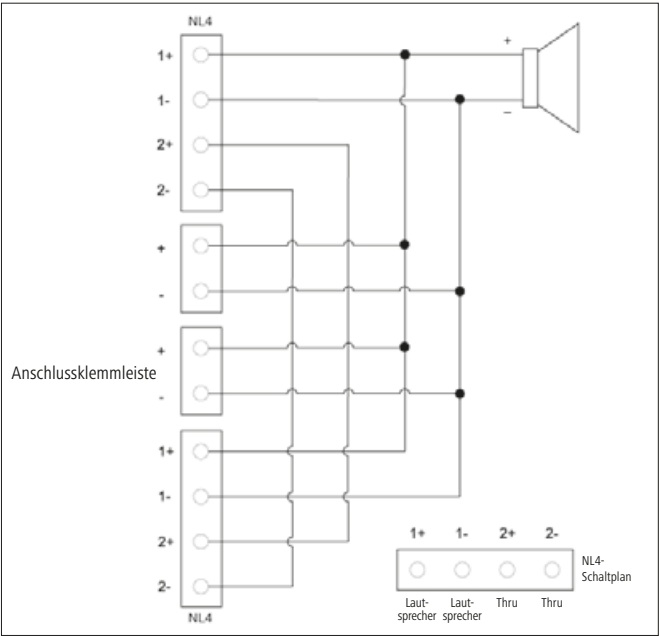 NL4
1+
+
1-
–
2+
2-
+
-
+
Anschlussklemmleiste
-
1+
1-
2+
2-
NL4
1+ 1- 2+ 2-
NL4-
Schaltplan
Laut-
sprecher
Laut-
sprecher
Thru
Thru